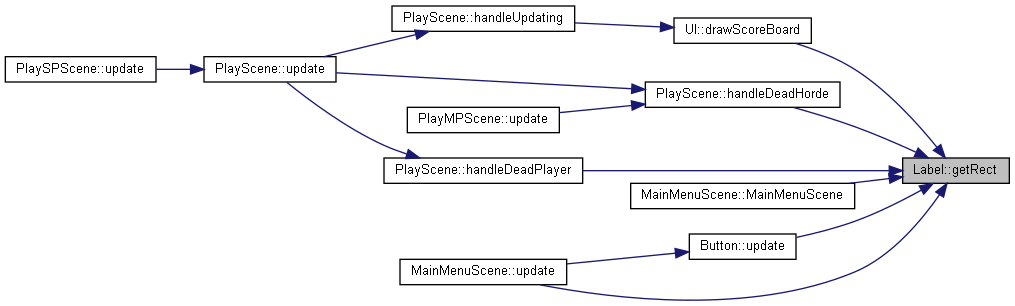 PlayScene::handleUpdating
UI::drawScoreBoard
PlaySPScene::update
PlayScene::update
PlayScene::handleDeadHorde
PlayMPScene::update
PlayScene::handleDeadPlayer
Label::getRect
MainMenuScene::MainMenuScene
Button::update
MainMenuScene::update